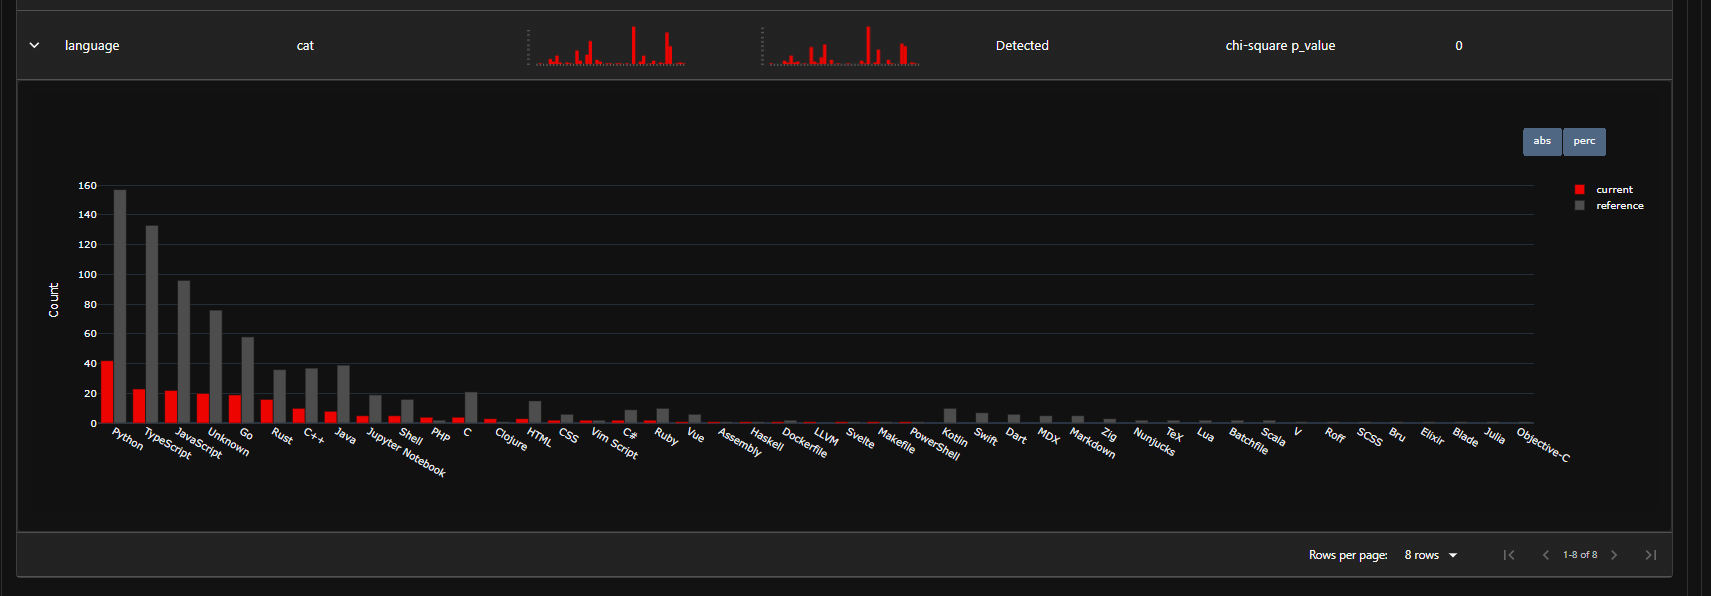 language cat Detected chi-square p_value 0
abs perc
current
reference
Count
160
140
120
100
80
60
40
20
0
Python
TypeScript
JavaScript
Unknown
Go
Rust
C++
Java
Jupyter Notebook
Shell
PHP
C
Clojure
HTML
CSS
Vim Script
C#
Ruby
Vue
Assembly
Haskell
Dockerfile
LLVM
Svelte
Makefile
PowerShell
Kotlin
Swift
Dart
MDX
Markdown
Zig
Nunjucks
TeX
Lua
Batchfile
Scala
V
Roff
SCSS
Bru
Elixir
Blade
Julia
Objective-C
Rows per page: 8 rows 1-8 of 8